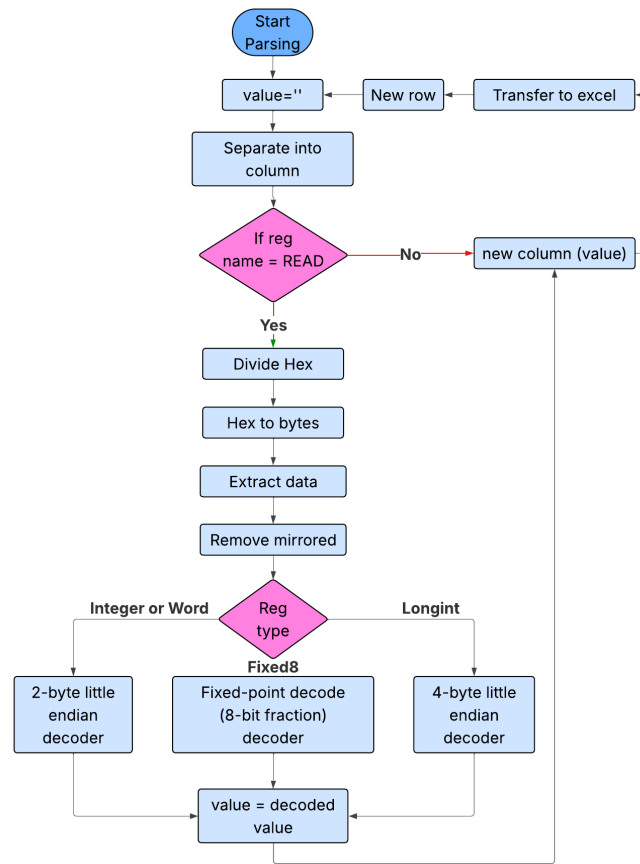 Start
Parsing
value=''
New row
Transfer to excel
Separate into
column
If reg
name = READ
No
new column (value)
Yes
Divide Hex
Hex to bytes
Extract data
Remove mirrored
Reg
type
Integer or Word
Longint
Fixed8
2-byte little
endian
decoder
Fixed-point decode
(8-bit fraction)
decoder
4-byte little
endian
decoder
value = decoded
value